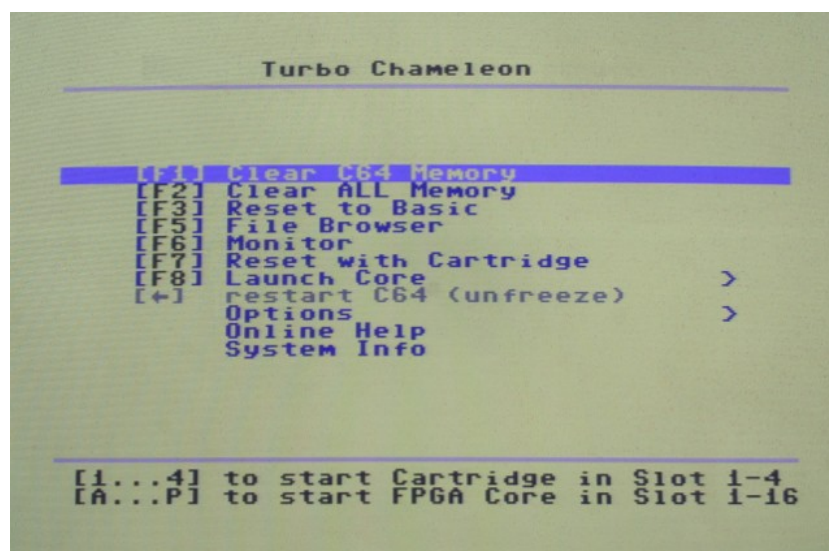 Turbo Chameleon
[F1] Clear C64 Memory
[F2] Clear ALL Memory
[F3] Reset to Basic
[F5] File Browser
[F6] Monitor
[F7] Reset with Cartridge
[F8] Launch Core >
[←] restart C64 (unfreeze)
Options >
Online Help
System Info
[1...4] to start Cartridge in Slot 1-4
[A...P] to start FPGA Core in Slot 1-16